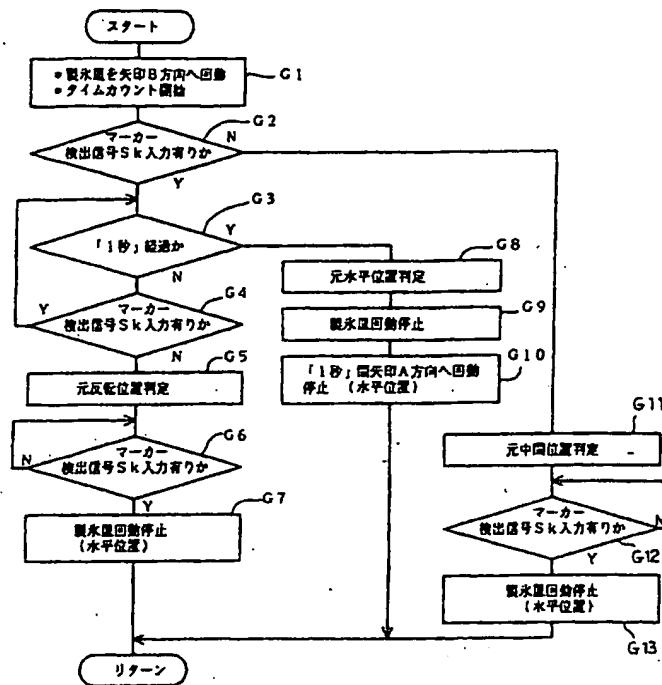 スタート
●製氷皿を矢印B方向へ回動
●タイムカウント開始
G1
G2
マーカー
検出信号Sk入力有りか
N
Y
G3
「1秒」経過か
Y
N
G4
マーカー
検出信号Sk入力有りか
Y
N
G5
元反転位置判定
G6
マーカー
検出信号Sk入力有りか
N
Y
G7
製氷皿回動停止
(水平位置)
G8
元水平位置判定
G9
製氷皿回動停止
G10
「1秒」間矢印A方向へ回動
停止 (水平位置)
G11
元中間位置判定
マーカー
検出信号Sk入力有りか
N
G12
Y
製氷皿回動停止
(水平位置)
G13
リターン